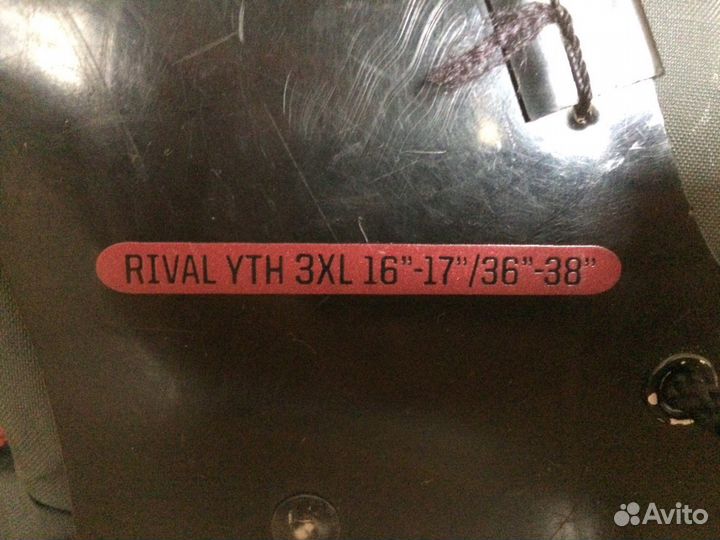 RIVAL YTH 3XL 16”-17”/36”-38”
Avito